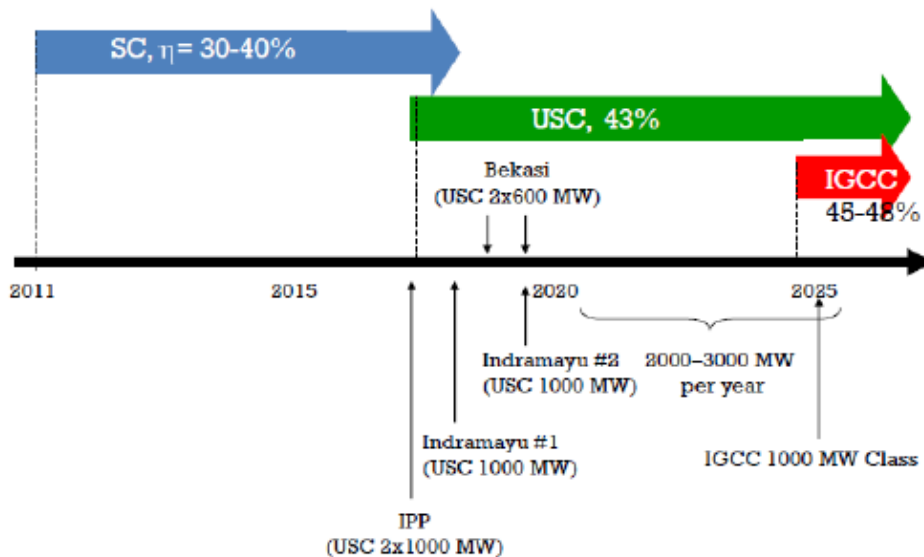 SC, η = 30-40%
USC, 43%
IGCC
45-48%
Bekasi
(USC 2x600 MW)
2011
2015
2020
2025
Indramayu #2
(USC 1000 MW)
2000–3000 MW
per year
Indramayu #1
(USC 1000 MW)
IGCC 1000 MW Class
IPP
(USC 2x1000 MW)